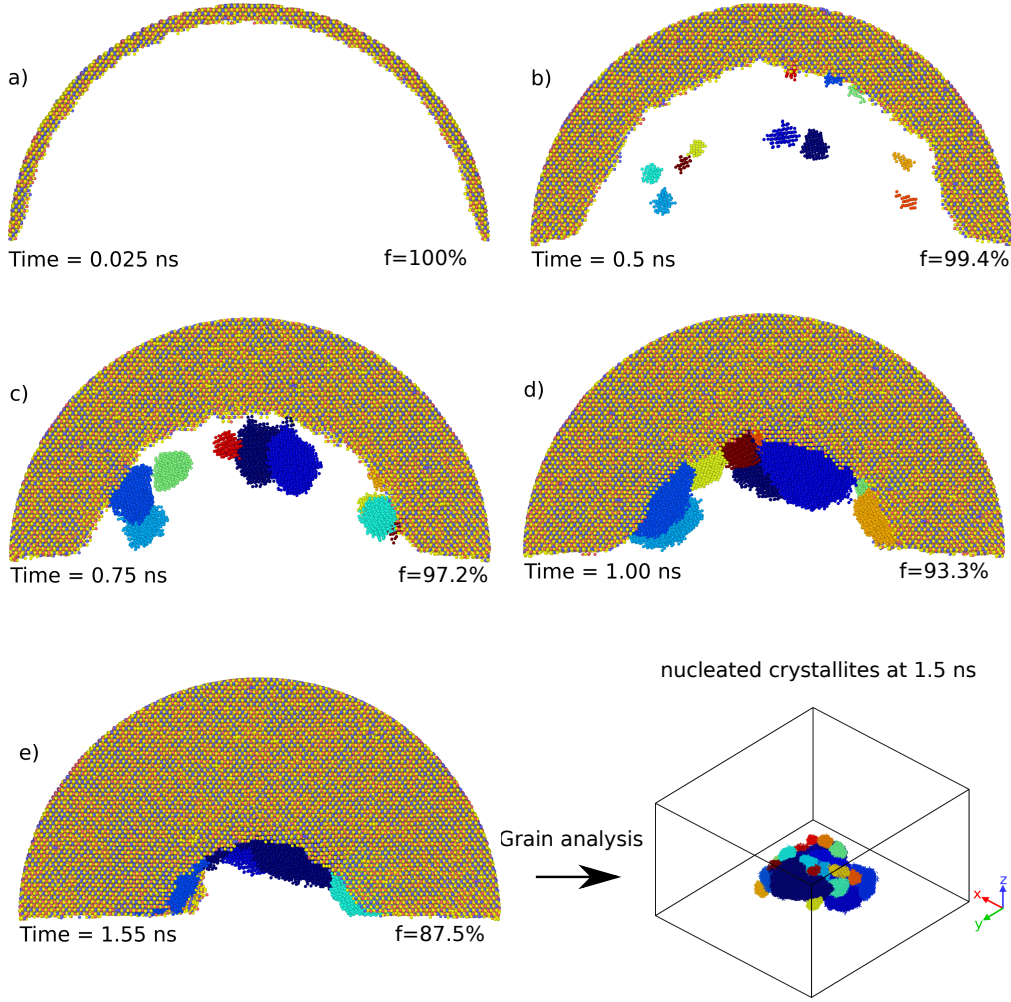 a)
Time = 0.025 ns
f=100%
b)
Time = 0.5 ns
f=99.4%
c)
Time = 0.75 ns
f=97.2%
d)
Time = 1.00 ns
f=93.3%
e)
Time = 1.55 ns
f=87.5%
Grain analysis
nucleated crystallites at 1.5 ns
z
x
y